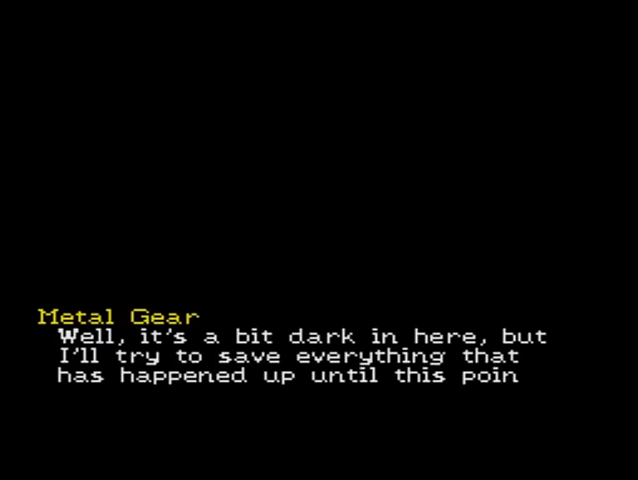 Metal Gear
Well, it's a bit dark in here, but
I'll try to save everything that
has happened up until this poin